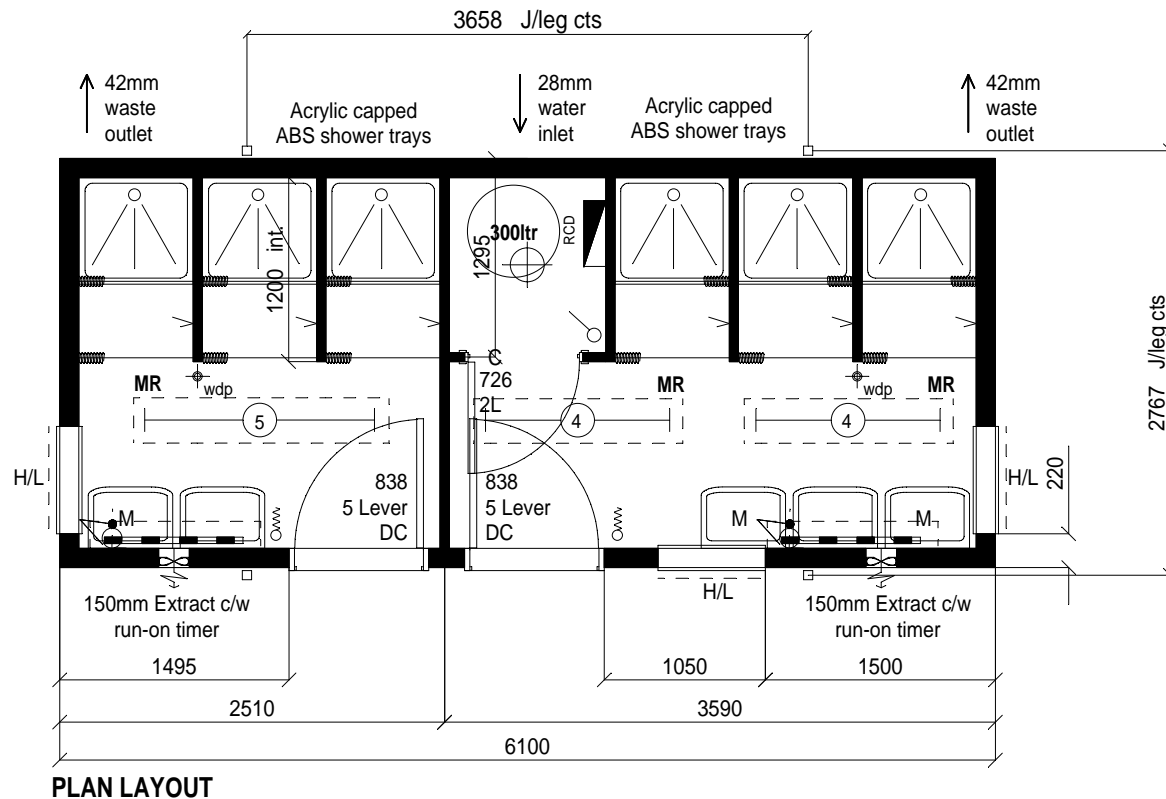 3658 J/leg cts
42mm
waste
outlet
Acrylic capped
ABS shower trays
28mm
water
inlet
Acrylic capped
ABS shower trays
42mm
waste
outlet
1200 int.
300ltr
1295
RCD
2767 J/leg cts
C
726
2L
MR
wdp
MR
wdp
MR
5
4
4
H/L
838
5 Lever
DC
838
5 Lever
DC
H/L
220
M
M
M
H/L
150mm Extract c/w
run-on timer
150mm Extract c/w
run-on timer
1495
1050
1500
2510
3590
6100
PLAN LAYOUT